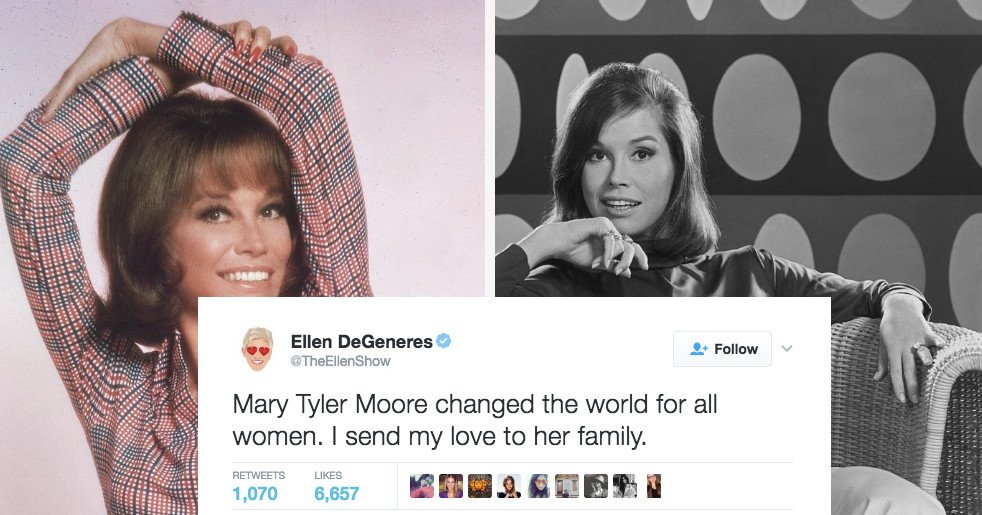 Ellen DeGeneres
@TheEllenShow
Follow
Mary Tyler Moore changed the world for all
women. I send my love to her family.
RETWEETS LIKES
1,070 6,657